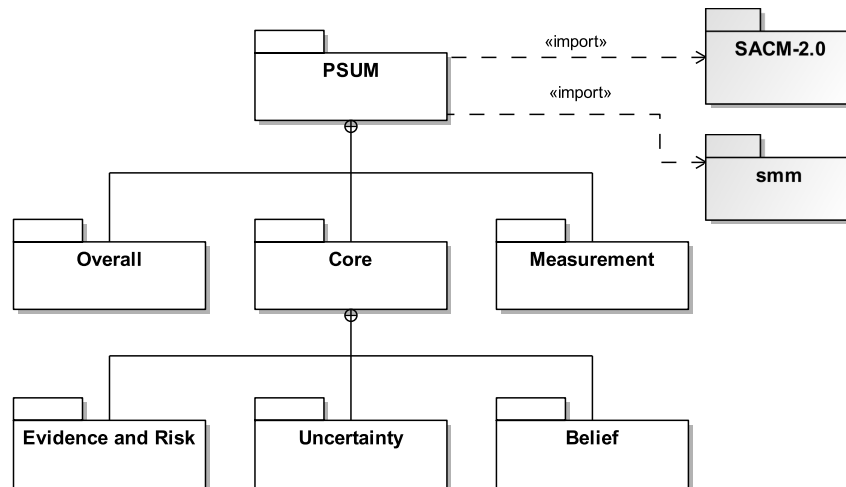 «import»
SACM-2.0
PSUM
«import»
smm
Overall
Core
Measurement
Evidence and Risk
Uncertainty
Belief